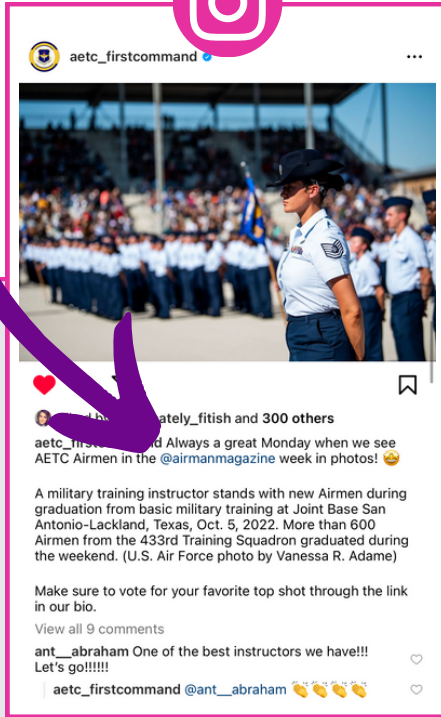 aetc_firstcommand
ately_fitish and 300 others
Always a great Monday when we see
AETC Airmen in the @airmanmagazine week in photos! 🤩
A military training instructor stands with new Airmen during
graduation from basic military training at Joint Base San
Antonio-Lackland, Texas, Oct. 5, 2022. More than 600
Airmen from the 433rd Training Squadron graduated during
the weekend. (U.S. Air Force photo by Vanessa R. Adame)
Make sure to vote for your favorite top shot through the link
in our bio.
View all 9 comments
ant__abraham One of the best instructors we have!!!
Let's go!!!!!!
aetc_firstcommand @ant__abraham 👏👏👏👏